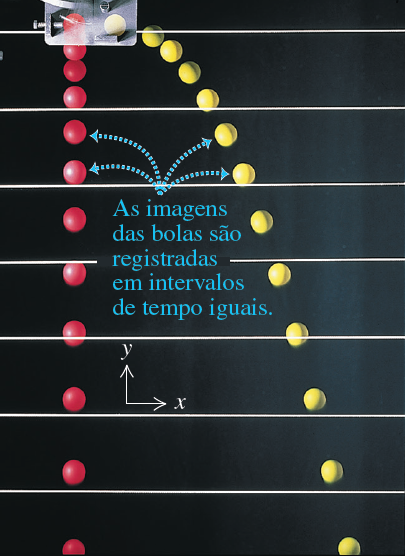 As imagens
das bolas são
registradas
em intervalos
de tempo iguais.
y
x